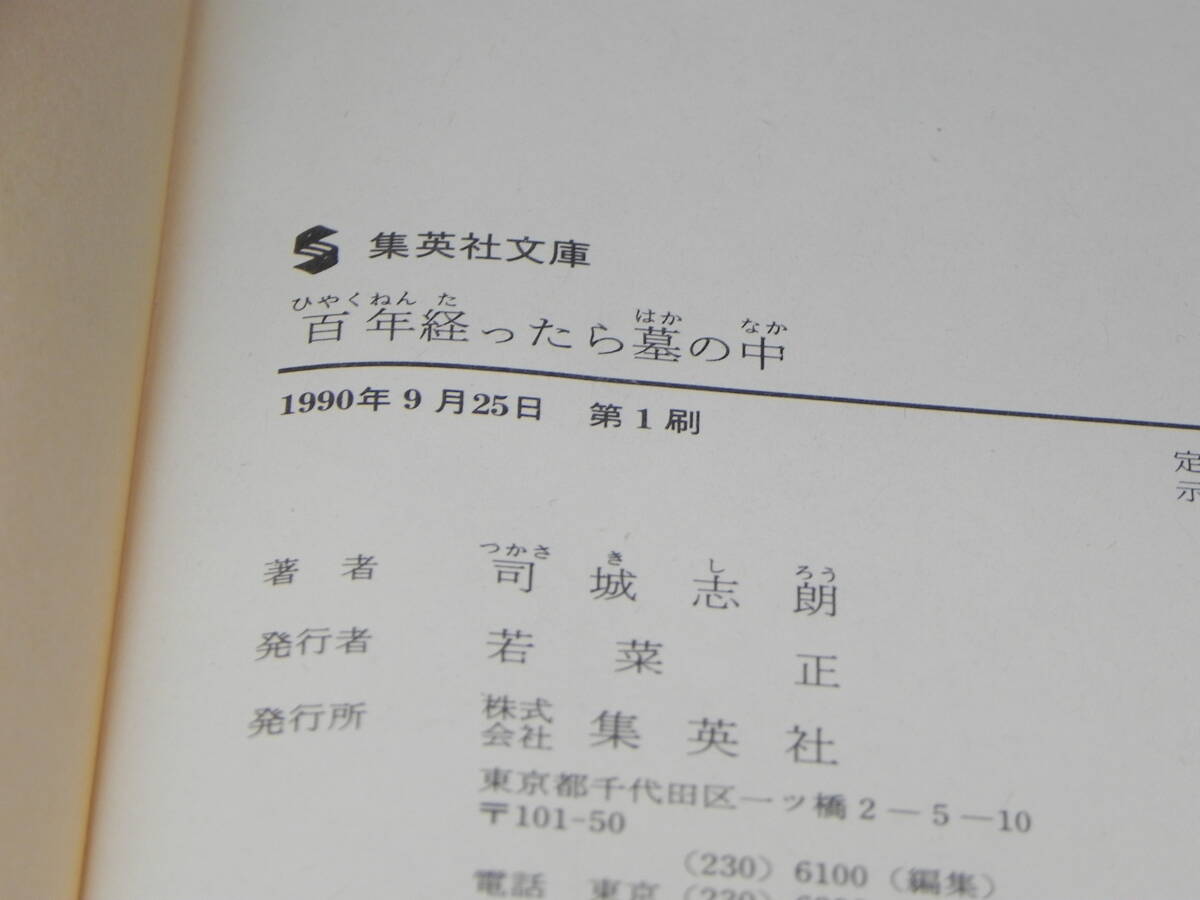 集英社文庫
ひゃくねん た はか なか
百年経ったら墓の中
1990年9月25日 第1刷
定
示
つかさ き し ろう
著者 司城志朗
発行者 若菜正
発行所 株式会社 集英社
東京都千代田区一ツ橋2—5—10
〒101-50
(230) 6100 (編集)
電話 東京 (230)